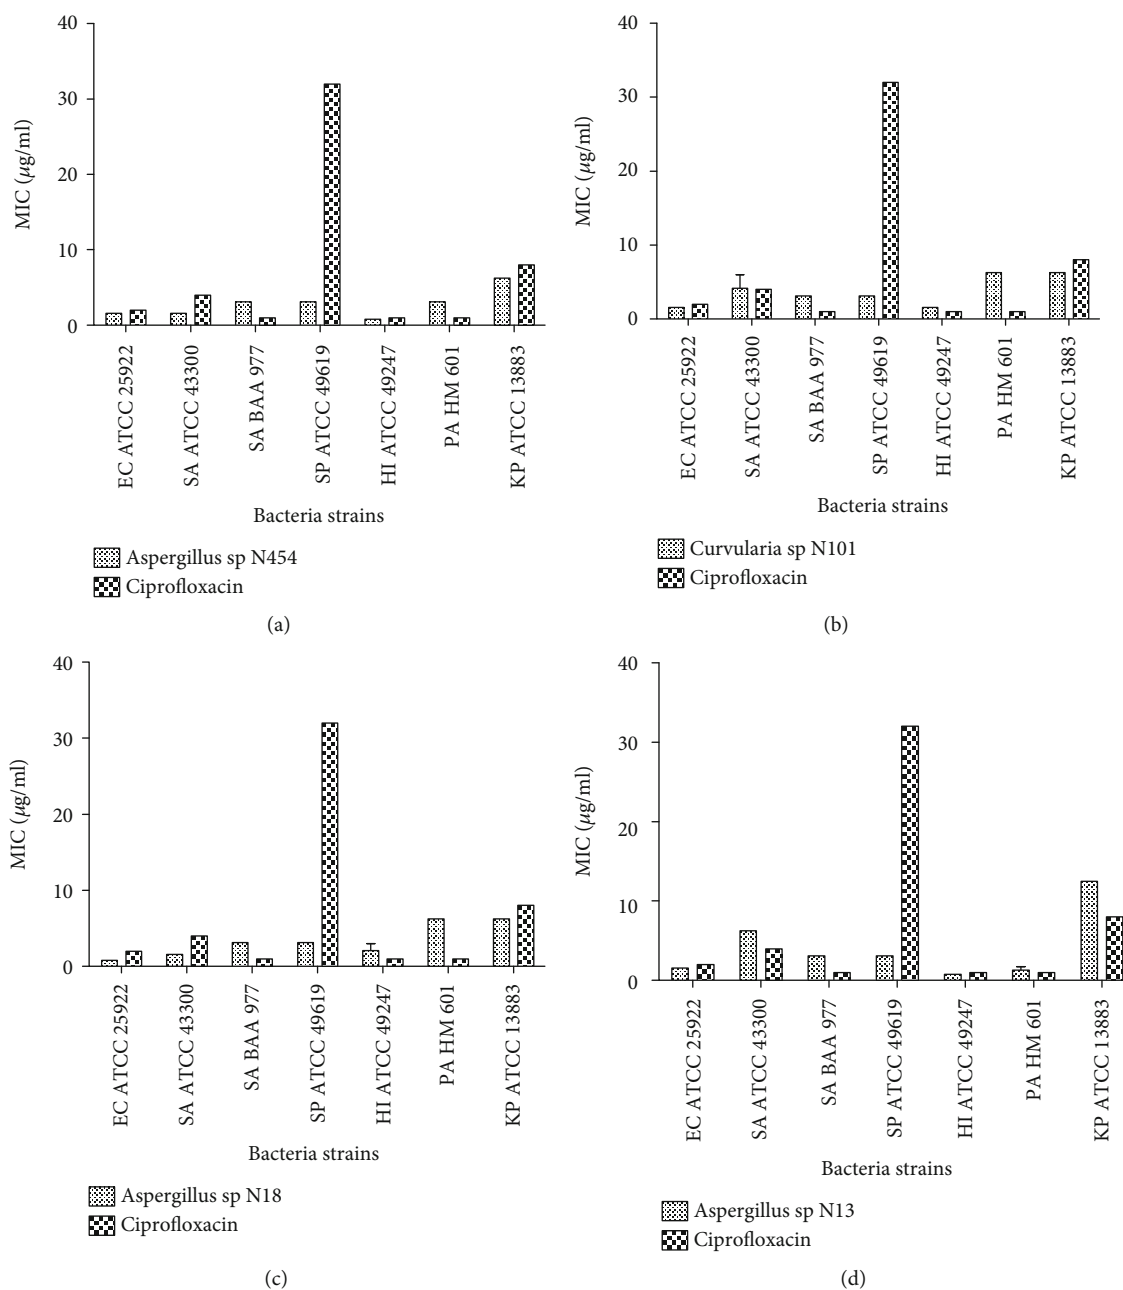 40
30
20
10
0
MIC (µg/ml)
EC ATCC 25922
SA ATCC 43300
SA BAA 977
SP ATCC 49619
HI ATCC 49247
PA HM 601
KP ATCC 13883
Bacteria strains
Aspergillus sp N454
Ciprofloxacin
(a)
40
30
20
10
0
MIC (µg/ml)
EC ATCC 25922
SA ATCC 43300
SA BAA 977
SP ATCC 49619
HI ATCC 49247
PA HM 601
KP ATCC 13883
Bacteria strains
Curvularia sp N101
Ciprofloxacin
(b)
40
30
20
10
0
MIC (µg/ml)
EC ATCC 25922
SA ATCC 43300
SA BAA 977
SP ATCC 49619
HI ATCC 49247
PA HM 601
KP ATCC 13883
Bacteria strains
Aspergillus sp N18
Ciprofloxacin
(c)
40
30
20
10
0
MIC (µg/ml)
EC ATCC 25922
SA ATCC 43300
SA BAA 977
SP ATCC 49619
HI ATCC 49247
PA HM 601
KP ATCC 13883
Bacteria strains
Aspergillus sp N13
Ciprofloxacin
(d)